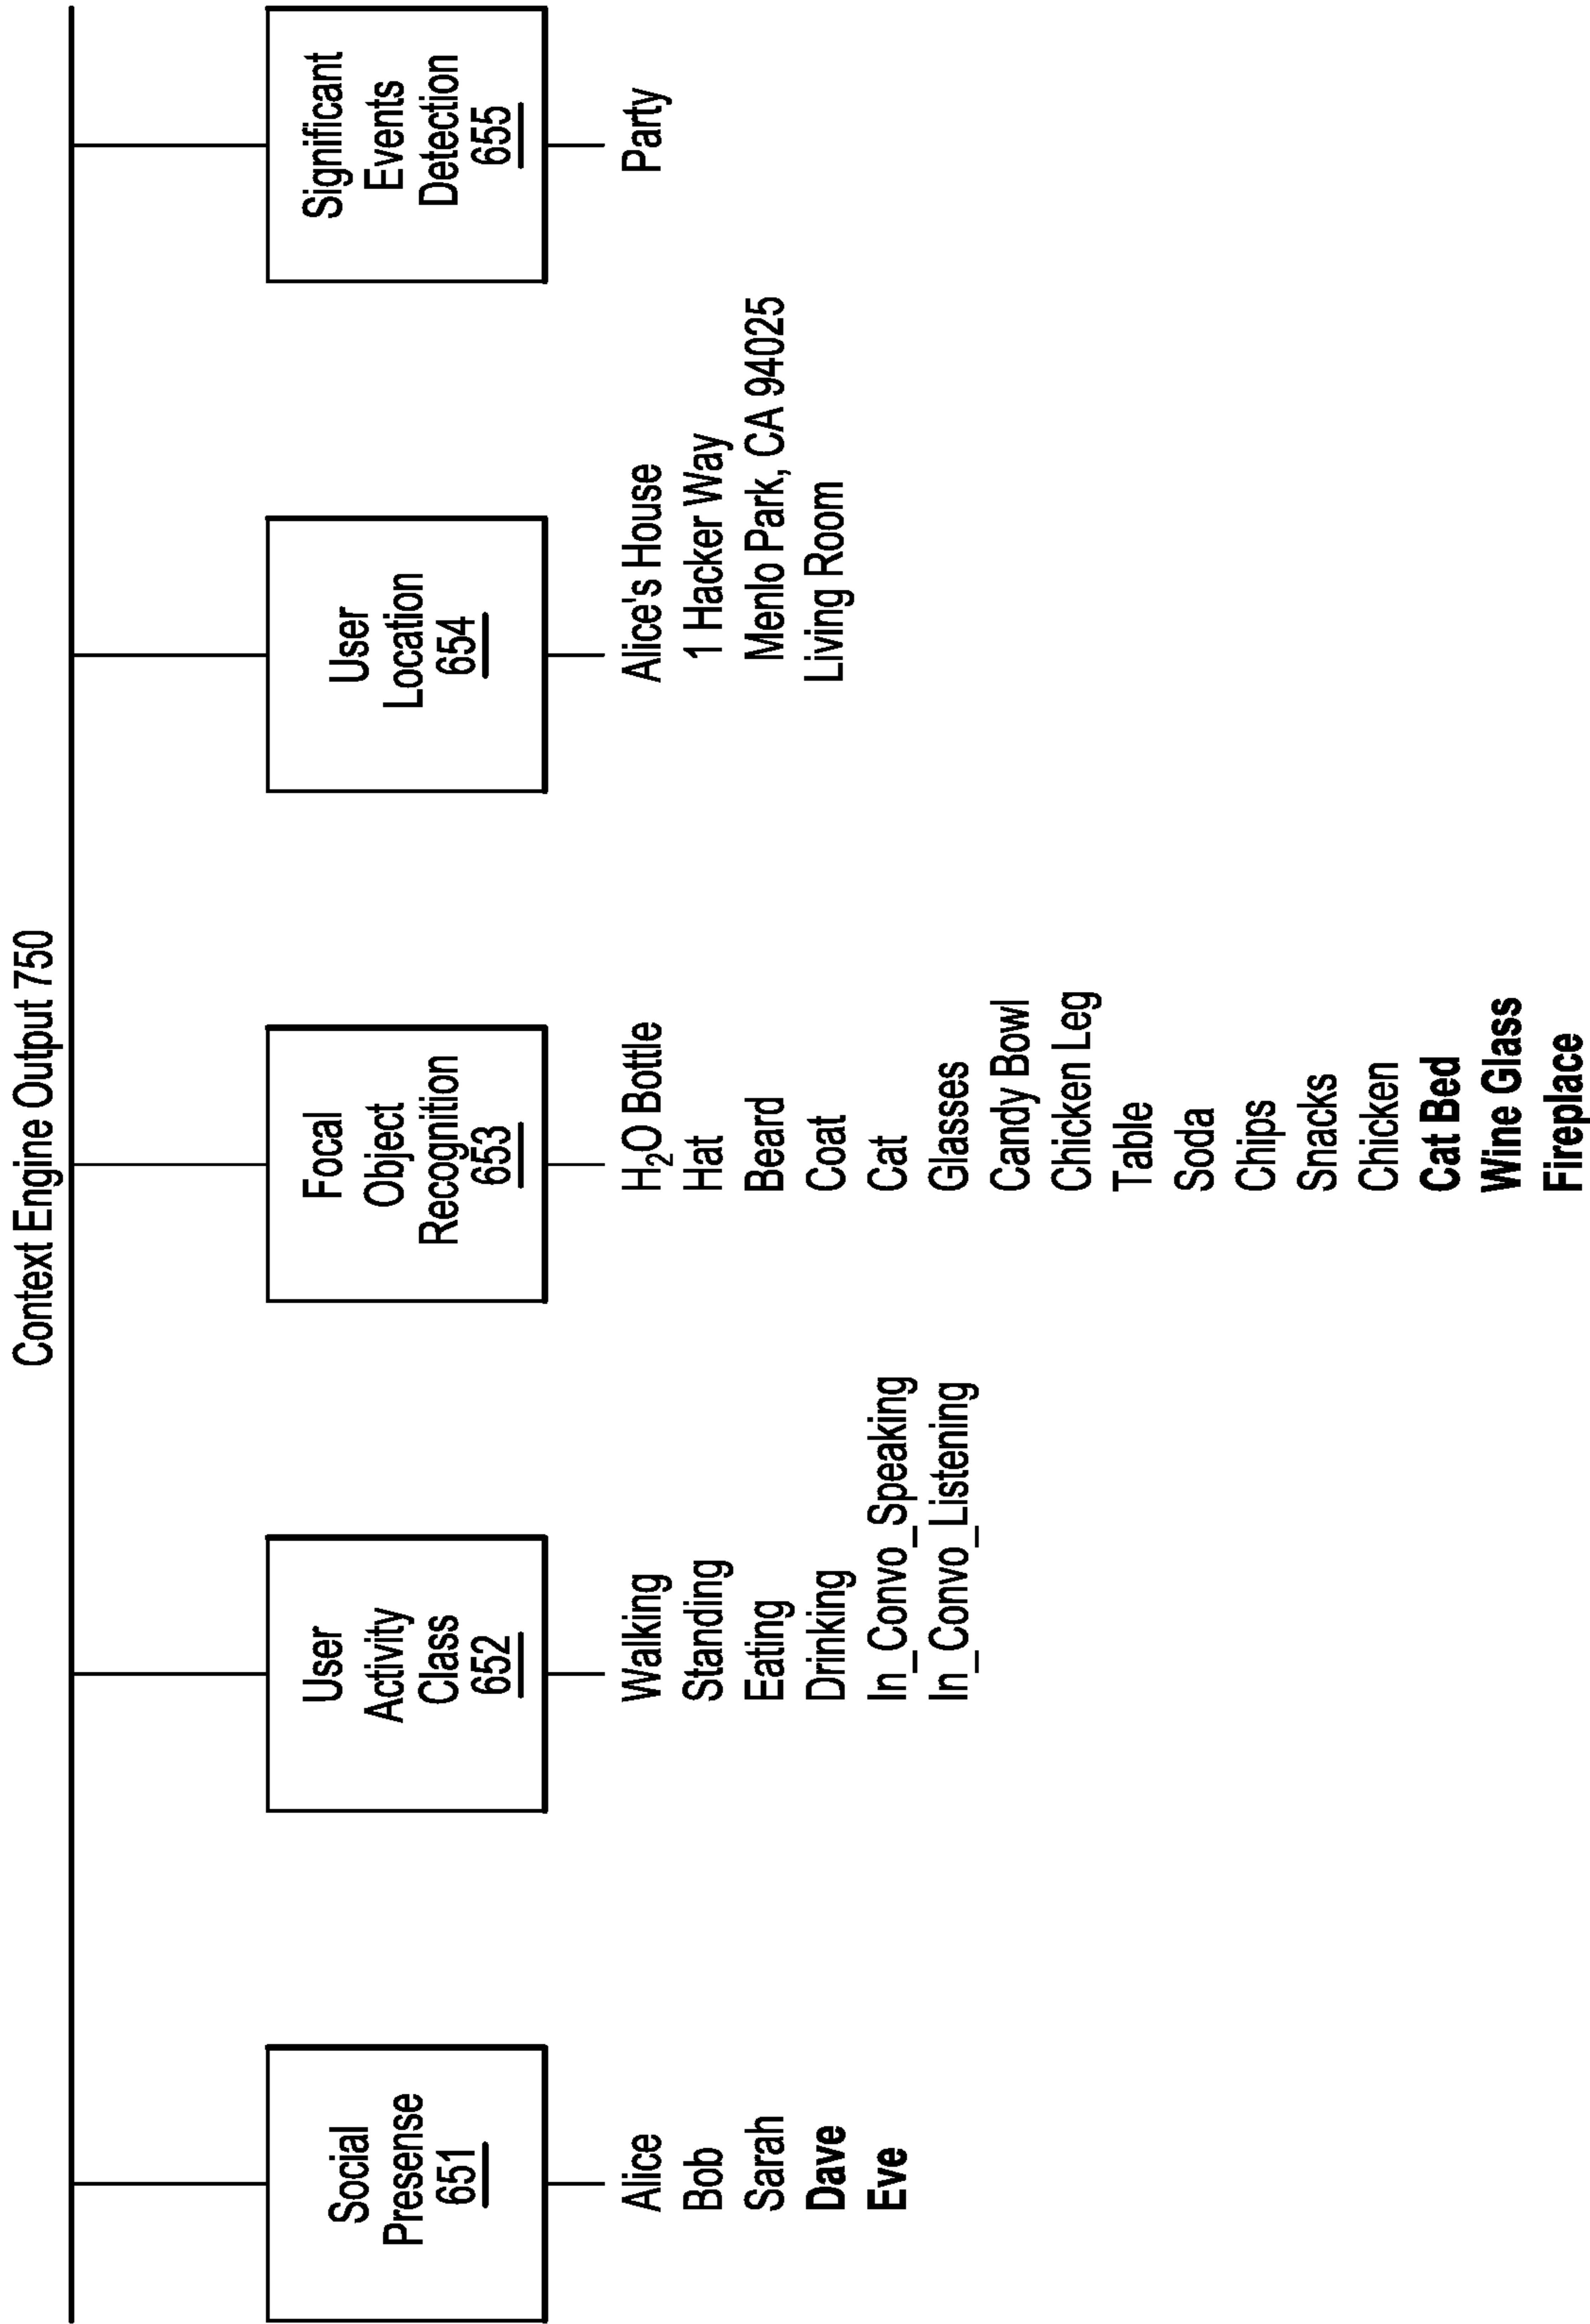 Context Engine Output 750
Social
Presense
651
Alice
Bob
Sarah
Dave
Eve
User
Activity
Class
652
Walking
Standing
Eating
Drinking
In_Convo_Speaking
In_Convo_Listening
Focal
Object
Recognition
653
H₂O Bottle
Hat
Beard
Coat
Cat
Glasses
Candy Bowl
Chicken Leg
Table
Soda
Chips
Snacks
Chicken
Cat Bed
Wine Glass
Fireplace
User
Location
654
Alice's House
1 Hacker Way
Menlo Park, CA 94025
Living Room
Significant
Events
Detection
655
Party